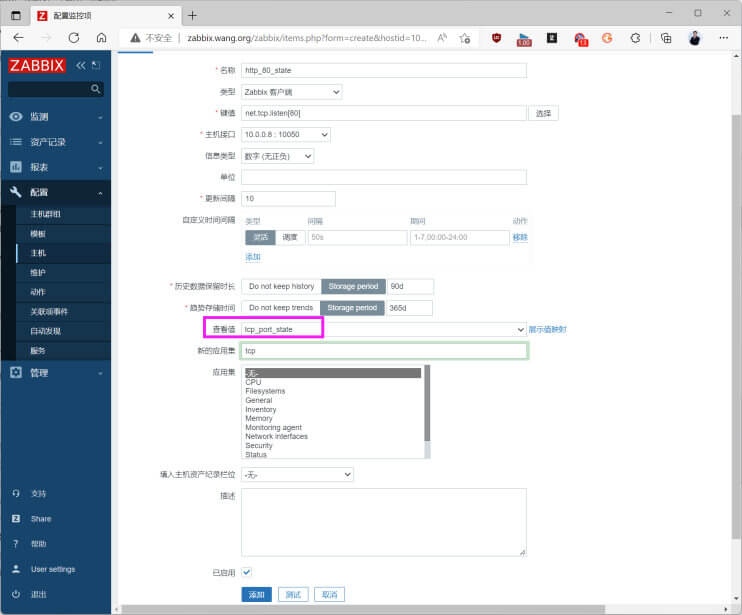 配置监控项
不安全 zabbix.wang.org/zabbix/items.php?form=create&hostid=10...
1.00
13
ZABBIX
监测
资产记录
报表
配置
主机群组
模板
主机
维护
动作
关联项事件
自动发现
服务
管理
支持
Share
帮助
User settings
退出
* 名称 http_80_state
类型 Zabbix 客户端
* 键值 net.tcp.listen[80] 选择
* 主机接口 10.0.0.8 : 10050
信息类型 数字 (无正负)
单位
* 更新间隔 10
自定义时间间隔 类型 间隔 期间 动作
灵活 调度 50s 1-7,00:00-24:00 移除
添加
* 历史数据保留时长 Do not keep history Storage period 90d
* 趋势存储时间 Do not keep trends Storage period 365d
查看值 tcp_port_state 展示值映射
新的应用集 tcp
应用集 -无-
CPU
Filesystems
General
Inventory
Memory
Monitoring agent
Network interfaces
Security
Status
填入主机资产纪录栏位 -无-
描述
已启用
添加 测试 取消